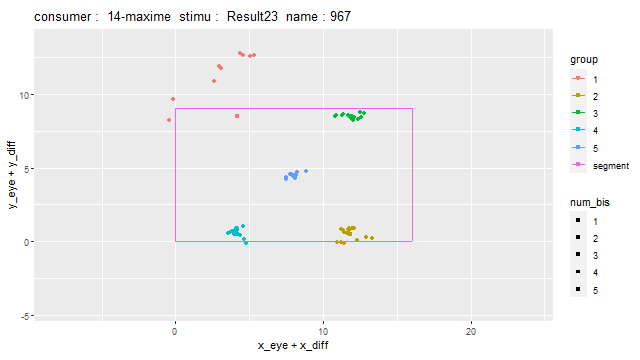 consumer :  14-maxime  stimu :  Result23  name : 967
10
5
0
-5
y_eye + y_diff
0
10
20
x_eye + x_diff
group
1
2
3
4
5
segment
num_bis
1
2
3
4
5